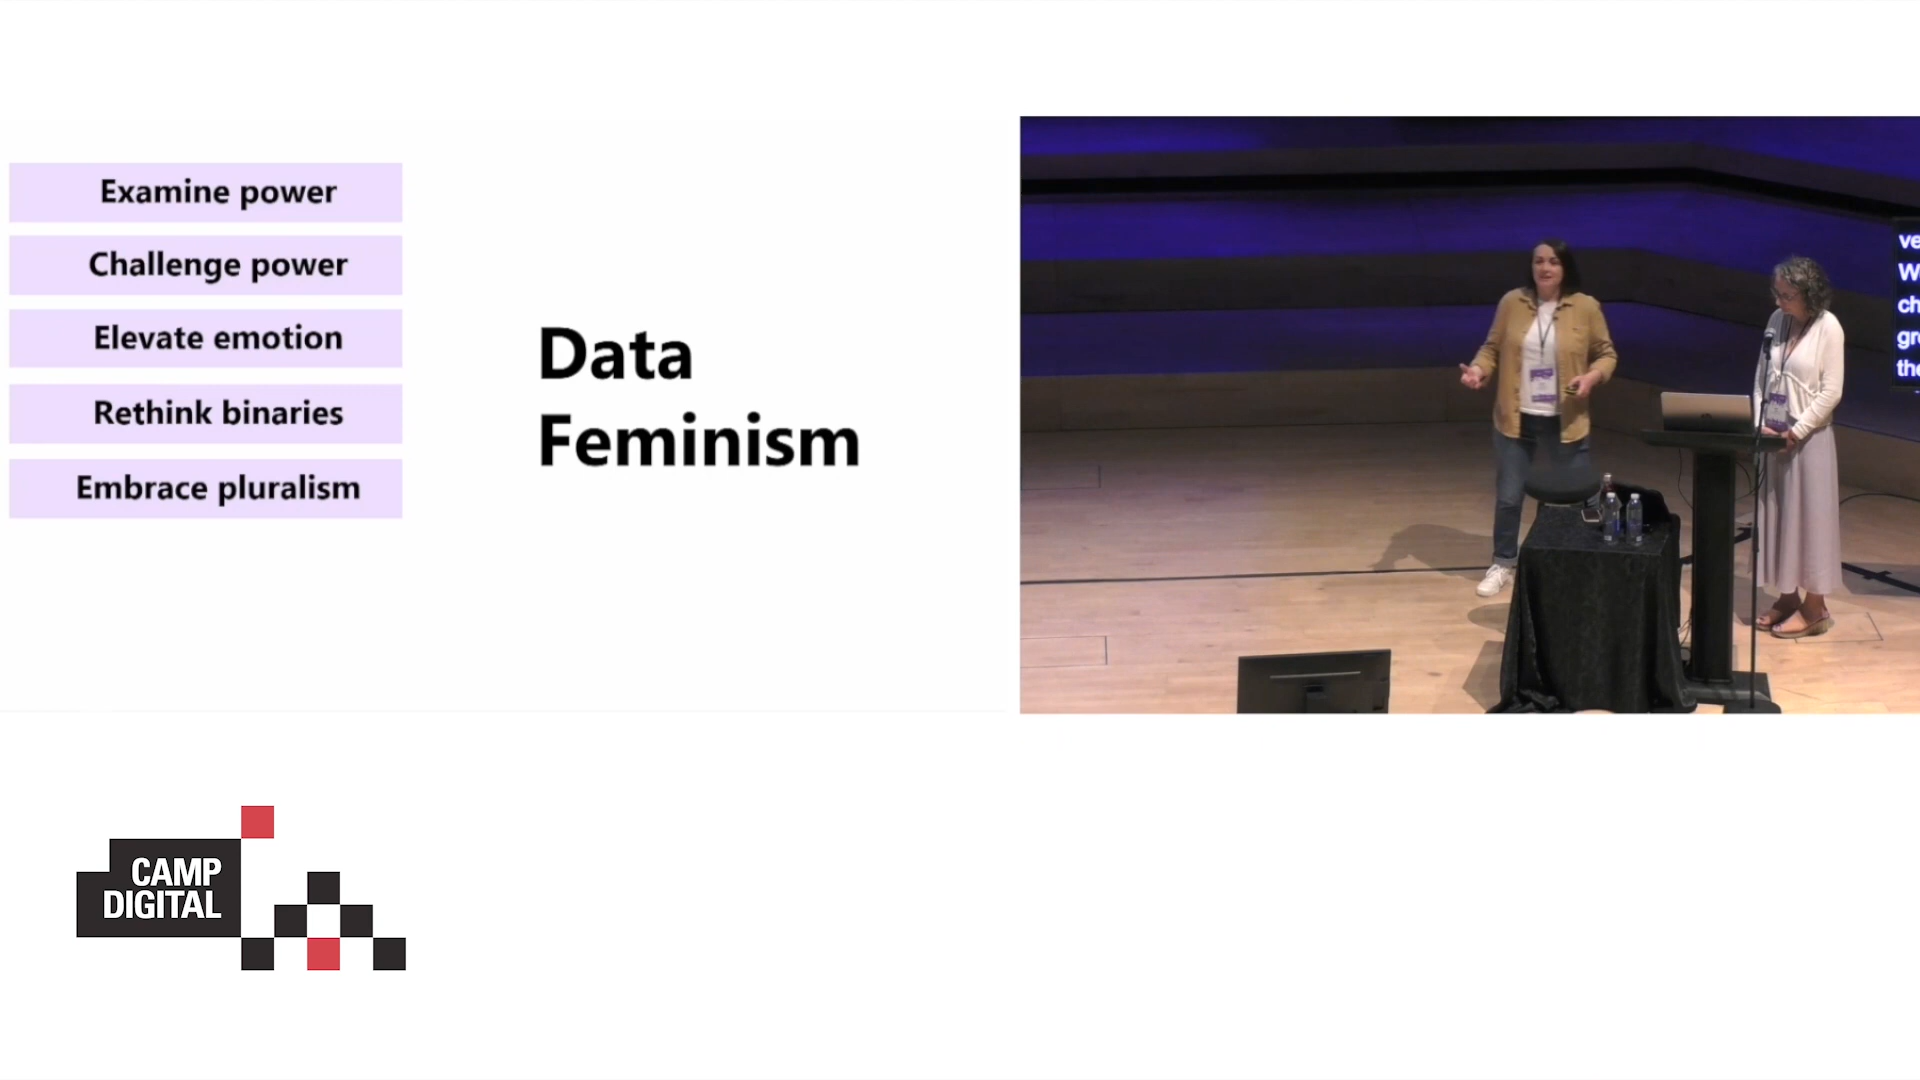 Examine power
Challenge power
Elevate emotion
Rethink binaries
Embrace pluralism
Data
Feminism
CAMP
DIGITAL